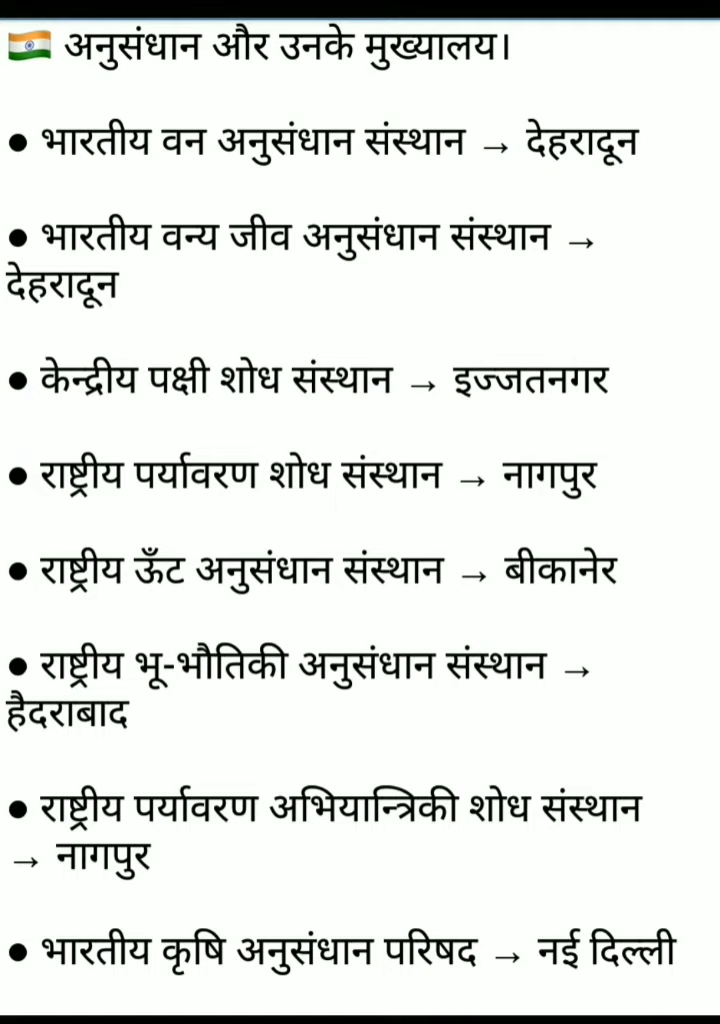 🇮🇳 अनुसंधान और उनके मुख्यालय।
● भारतीय वन अनुसंधान संस्थान → देहरादून
● भारतीय वन्य जीव अनुसंधान संस्थान →
देहरादून
● केन्द्रीय पक्षी शोध संस्थान → इज्जतनगर
● राष्ट्रीय पर्यावरण शोध संस्थान → नागपुर
● राष्ट्रीय ऊँट अनुसंधान संस्थान → बीकानेर
● राष्ट्रीय भू-भौतिकी अनुसंधान संस्थान →
हैदराबाद
● राष्ट्रीय पर्यावरण अभियान्त्रिकी शोध संस्थान
→ नागपुर
● भारतीय कृषि अनुसंधान परिषद → नई दिल्ली